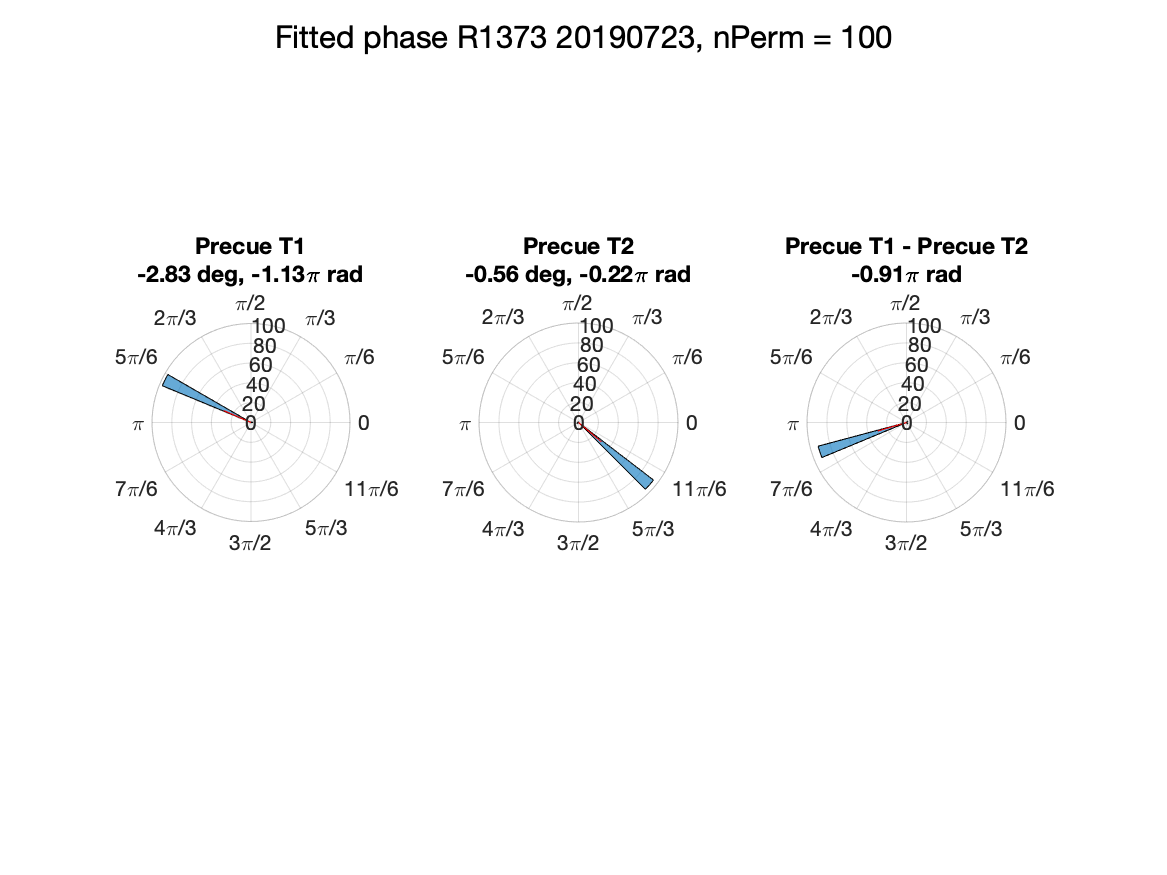 Fitted phase R1373 20190723, nPerm = 100
Precue T1
-2.83 deg, -1.13π rad
π/2
2π/3
π/3
100
80
5π/6
π/6
60
40
20
π
0
0
7π/6
11π/6
4π/3
5π/3
3π/2
Precue T2
-0.56 deg, -0.22π rad
π/2
2π/3
π/3
100
80
5π/6
π/6
60
40
20
π
0
0
7π/6
11π/6
4π/3
5π/3
3π/2
Precue T1 - Precue T2
-0.91π rad
π/2
2π/3
π/3
100
80
5π/6
π/6
60
40
20
π
0
0
7π/6
11π/6
4π/3
5π/3
3π/2